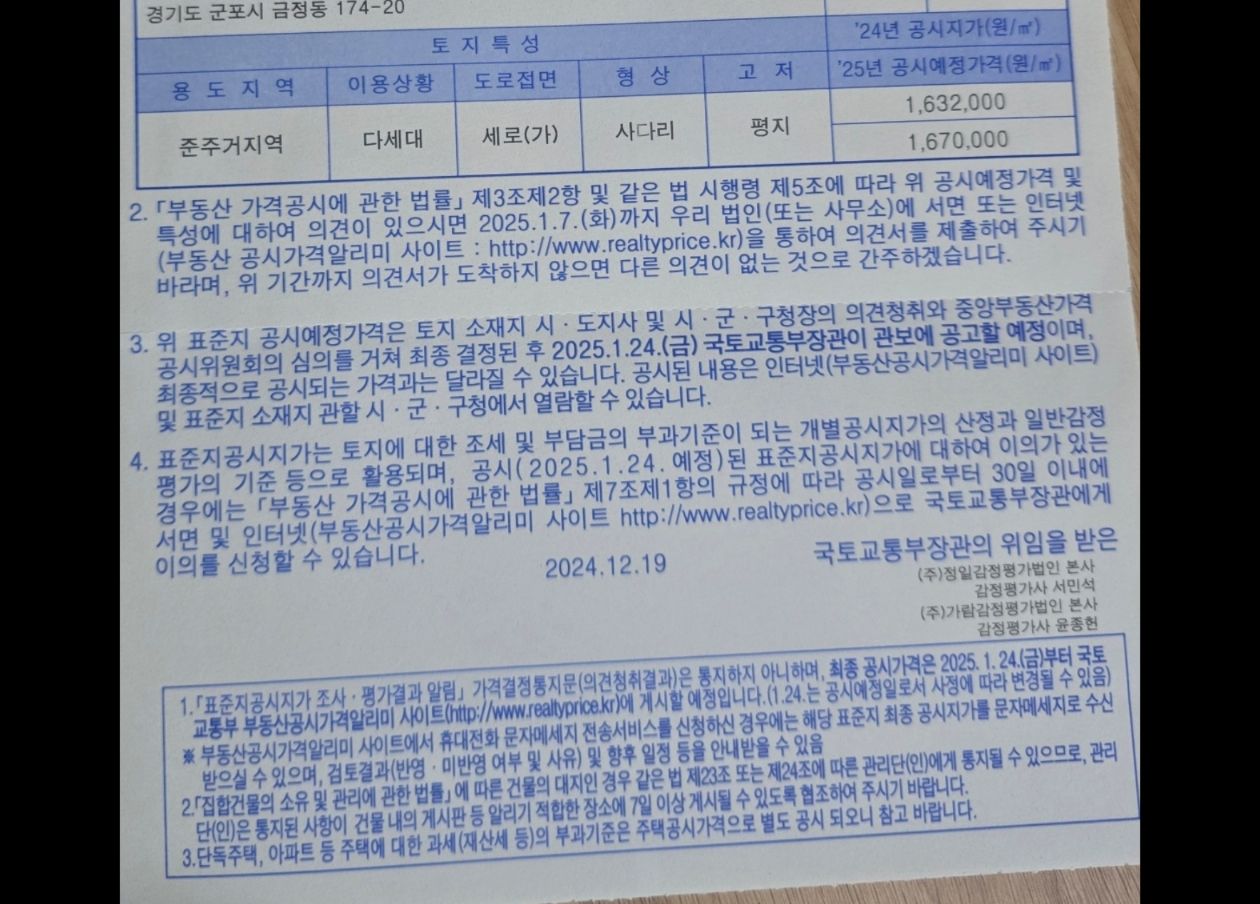 경기도 군포시 금정동 174-20
토 지 특 성
'24년 공시지가(원/㎡)
용 도 지 역 이용상황 도로접면 형 상 고 저 '25년 공시예정가격(원/㎡)
준주거지역 다세대 세로(가) 사다리 평지 1,632,000
1,670,000
2. 「부동산 가격공시에 관한 법률」 제3조제2항 및 같은 법 시행령 제5조에 따라 위 공시예정가격 및
특성에 대하여 의견이 있으시면 2025.1.7.(화)까지 우리 법인(또는 사무소)에 서면 또는 인터넷
(부동산 공시가격알리미 사이트 : http://www.realtyprice.kr)을 통하여 의견서를 제출하여 주시기
바라며, 위 기간까지 의견서가 도착하지 않으면 다른 의견이 없는 것으로 간주하겠습니다.
3. 위 표준지 공시예정가격은 토지 소재지 시·도지사 및 시·군·구청장의 의견청취와 중앙부동산가격
공시위원회의 심의를 거쳐 최종 결정된 후 2025.1.24.(금) 국토교통부장관이 관보에 공고할 예정이며,
최종적으로 공시되는 가격과는 달라질 수 있습니다. 공시된 내용은 인터넷(부동산공시가격알리미 사이트)
및 표준지 소재지 관할 시·군·구청에서 열람할 수 있습니다.
4. 표준지공시지가는 토지에 대한 조세 및 부담금의 부과기준이 되는 개별공시지가의 산정과 일반감정
평가의 기준 등으로 활용되며, 공시(2025.1.24.예정)된 표준지공시지가에 대하여 이의가 있는
경우에는 「부동산 가격공시에 관한 법률」 제7조제1항의 규정에 따라 공시일로부터 30일 이내에
서면 및 인터넷(부동산공시가격알리미 사이트 http://www.realtyprice.kr)으로 국토교통부장관에게
이의를 신청할 수 있습니다.
2024.12.19
국토교통부장관의 위임을 받은
(주)정일감정평가법인 본사
감정평가사 서민석
(주)가람감정평가법인 본사
감정평가사 윤종헌
1.「표준지공시지가 조사·평가결과 알림」 가격결정통지문(의견청취결과)은 통지하지 아니하며, 최종 공시가격은 2025. 1. 24.(금)부터 국토
교통부 부동산공시가격알리미 사이트(http://www.realtyprice.kr)에 게시할 예정입니다.(1.24.는 공시예정일로서 사정에 따라 변경될 수 있음)
※ 부동산공시가격알리미 사이트에서 휴대전화 문자메세지 전송서비스를 신청하신 경우에는 해당 표준지 최종 공시지가를 문자메세지로 수신
받으실 수 있으며, 검토결과(반영·미반영 여부 및 사유) 및 향후 일정 등을 안내받을 수 있음
2.「집합건물의 소유 및 관리에 관한 법률」에 따른 건물의 대지인 경우 같은 법 제23조 또는 제24조에 따른 관리단(인)에게 통지될 수 있으므로, 관리
단(인)은 통지된 사항이 건물 내의 게시판 등 알리기 적합한 장소에 7일 이상 게시될 수 있도록 협조하여 주시기 바랍니다.
3.단독주택, 아파트 등 주택에 대한 과세(재산세 등)의 부과기준은 주택공시가격으로 별도 공시 되오니 참고 바랍니다.